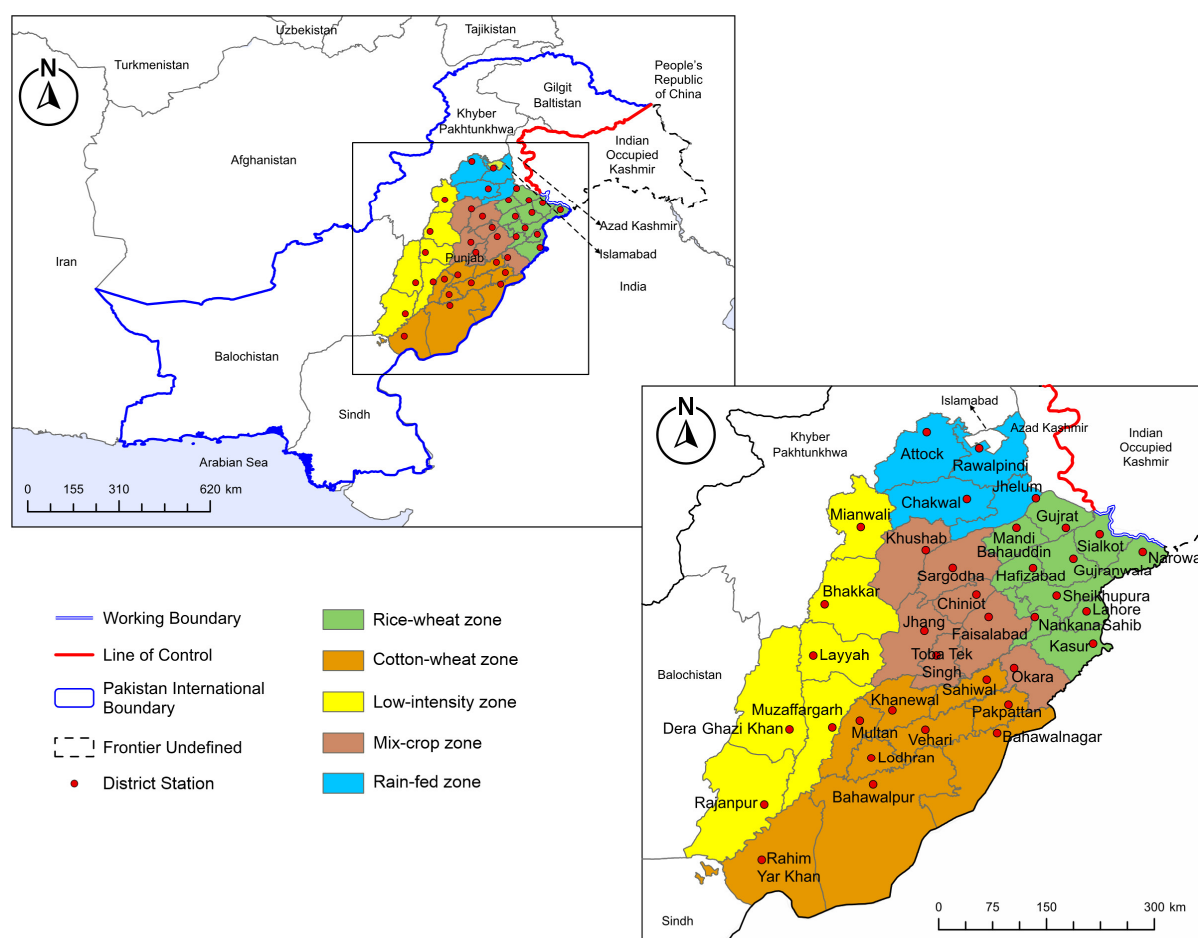 Uzbekistan
Tajikistan
Turkmenistan
N
People's
Republic
of China
Gilgit
Baltistan
Khyber
Pakhtunkhwa
Afghanistan
Indian
Occupied
Kashmir
Azad Kashmir
Islamabad
Punjab
Iran
India
Balochistan
Sindh
Arabian Sea
0 155 310 620 km
Islamabad
N
Khyber
Pakhtunkhwa
Azad Kashmir
Indian
Occupied
Kashmir
Attock
Rawalpindi
Chakwal
Jhelum
Mianwali
Gujrat
Khushab
Mandi
Bahauddin
Sialkot
Narowa
Sargodha
Hafizabad
Gujranwala
Bhakkar
Chiniot
Sheikhupura
Lahore
Jhang
Faisalabad
Nankana Sahib
Kasur
Layyah
Toba Tek
Singh
Okara
Balochistan
Sahiwal
Khanewal
Pakpattan
Muzaffargarh
Dera Ghazi Khan
Multan
Vehari
Bahawalnagar
Lodhran
Bahawalpur
Rajanpur
Rahim
Yar Khan
Sindh
0 75 150 300 km
Working Boundary
Line of Control
Pakistan International
Boundary
Frontier Undefined
District Station
Rice-wheat zone
Cotton-wheat zone
Low-intensity zone
Mix-crop zone
Rain-fed zone